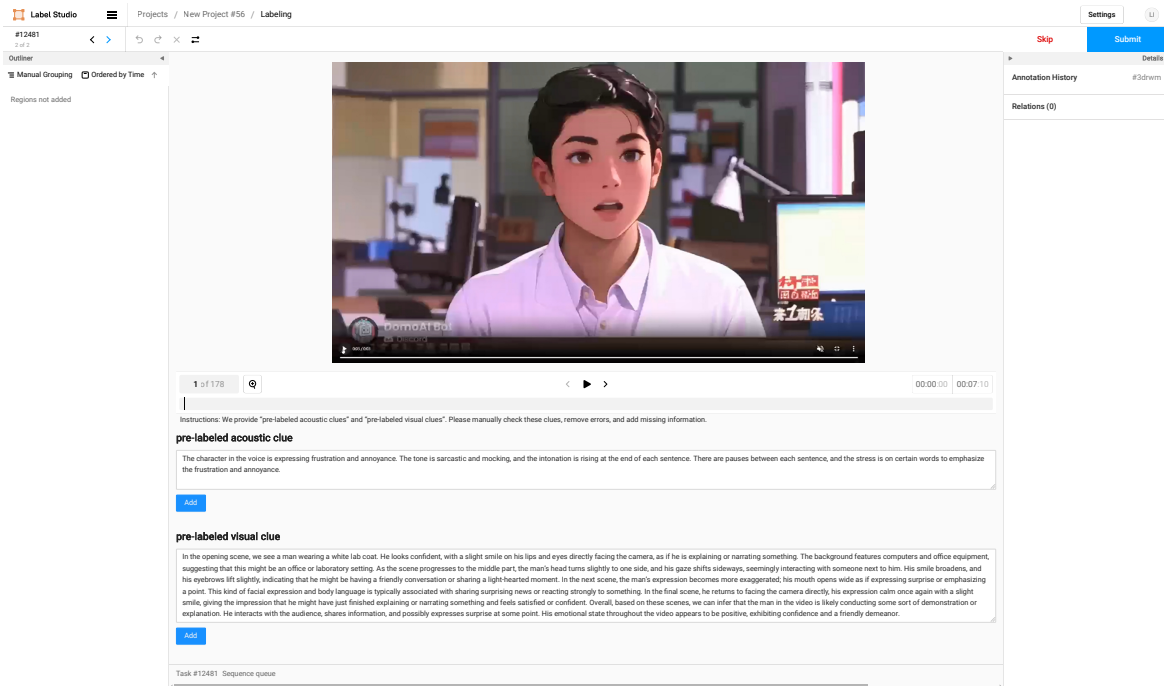 Label Studio
Projects / New Project #56 / Labeling
Settings
LI
#12481
2 of 2
Skip
Submit
Outliner
Details
Manual Grouping
Ordered by Time
Regions not added
Annotation History
#3drwm
Relations (0)
DomoAI Bot
Discord
1 of 178
00:00:00
00:07:10
Instructions: We provide "pre-labeled acoustic clues" and "pre-labeled visual clues". Please manually check these clues, remove errors, and add missing information.
pre-labeled acoustic clue
The character in the voice is expressing frustration and annoyance. The tone is sarcastic and mocking, and the intonation is rising at the end of each sentence. There are pauses between each sentence, and the stress is on certain words to emphasize
the frustration and annoyance.
Add
pre-labeled visual clue
In the opening scene, we see a man wearing a white lab coat. He looks confident, with a slight smile on his lips and eyes directly facing the camera, as if he is explaining or narrating something. The background features computers and office equipment,
suggesting that this might be an office or laboratory setting. As the scene progresses to the middle part, the man's head turns slightly to one side, and his gaze shifts sideways, seemingly interacting with someone next to him. His smile broadens, and
his eyebrows lift slightly, indicating that he might be having a friendly conversation or sharing a light-hearted moment. In the next scene, the man's expression becomes more exaggerated; his mouth opens wide as if expressing surprise or emphasizing
a point. This kind of facial expression and body language is typically associated with sharing surprising news or reacting strongly to something. In the final scene, he returns to facing the camera directly, his expression calm once again with a slight
smile, giving the impression that he might have just finished explaining or narrating something and feels satisfied or confident. Overall, based on these scenes, we can infer that the man in the video is likely conducting some sort of demonstration or
explanation. He interacts with the audience, shares information, and possibly expresses surprise at some point. His emotional state throughout the video appears to be positive, exhibiting confidence and a friendly demeanor.
Add
Task #12481 Sequence queue